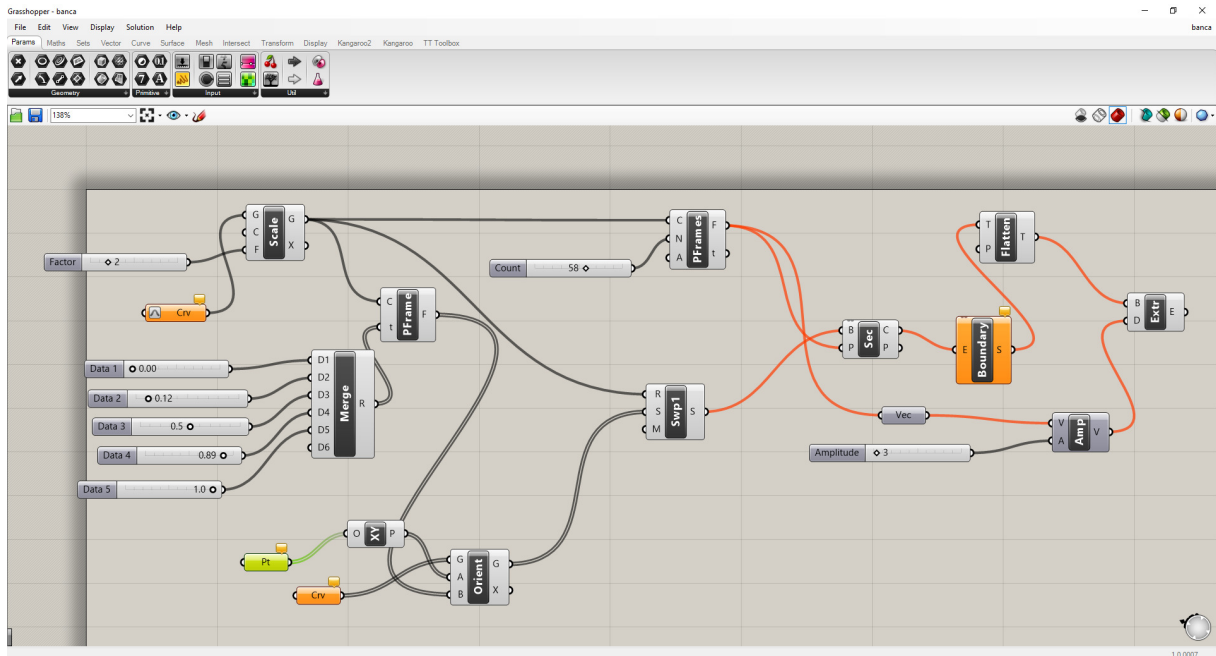 Grasshopper - banca
File Edit View Display Solution Help banca
Params Maths Sets Vector Curve Surface Mesh Intersect Transform Display Kangaroo2 Kangaroo TT Toolbox
Geometry Primitive Input Util
138%
G C F Scale G X
Factor 2
Crv
C t PFrame F
Data 1 0.00
Data 2 0.12
Data 3 0.5
Data 4 0.89
Data 5 1.0
D1 D2 D3 D4 D5 D6 Merge R
Count 58
C N A PFrames F t
R S M Swp1 S
B P Sec C P
E Boundary S
T P Flatten T
B D Extr E
Vec
Amplitude 3
V A Amp V
Pt
O XY P
Crv
G A B Orient G X
1.0.0007